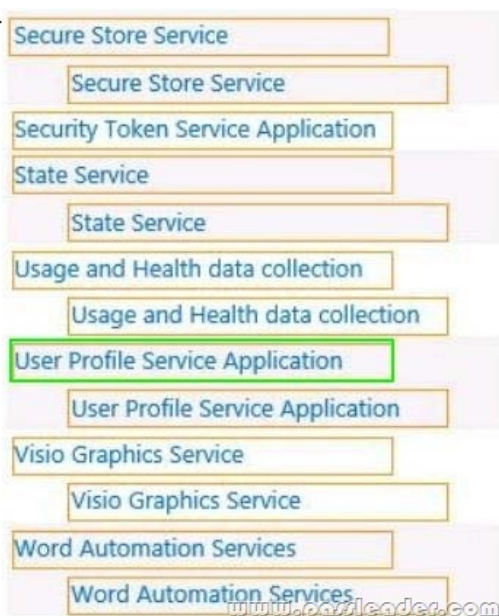 Secure Store Service
Secure Store Service
Security Token Service Application
State Service
State Service
Usage and Health data collection
Usage and Health data collection
User Profile Service Application
User Profile Service Application
Visio Graphics Service
Visio Graphics Service
Word Automation Services
Word Automation Services
www.passleader.com